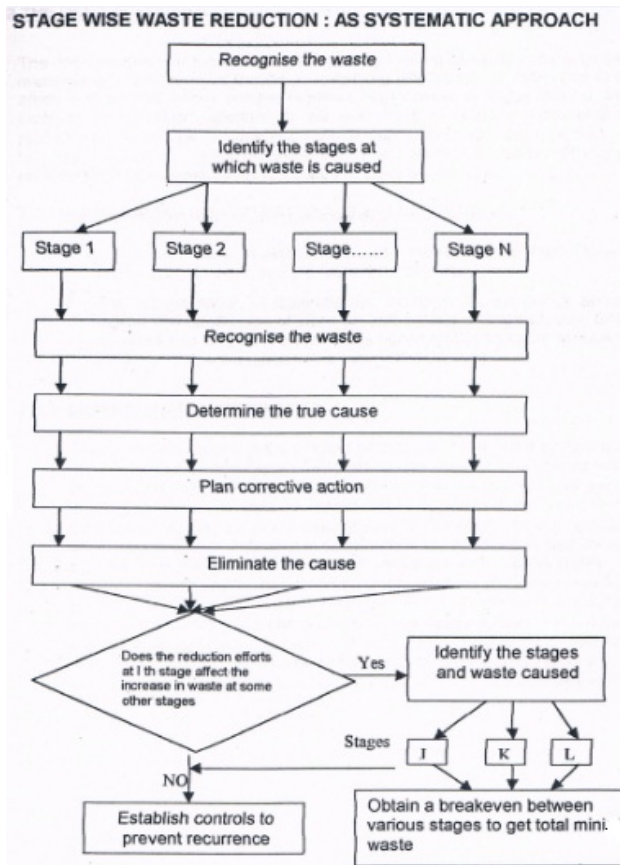 STAGE WISE WASTE REDUCTION : AS SYSTEMATIC APPROACH
Recognise the waste
Identify the stages at
which waste is caused
Stage 1
Stage 2
Stage......
Stage N
Recognise the waste
Determine the true cause
Plan corrective action
Eliminate the cause
Does the reduction efforts
at I th stage affect the
increase in waste at some
other stages
Yes
Identify the stages
and waste caused
Stages
J
K
L
NO
Establish controls to
prevent recurrence
Obtain a breakeven between
various stages to get total mini.
waste